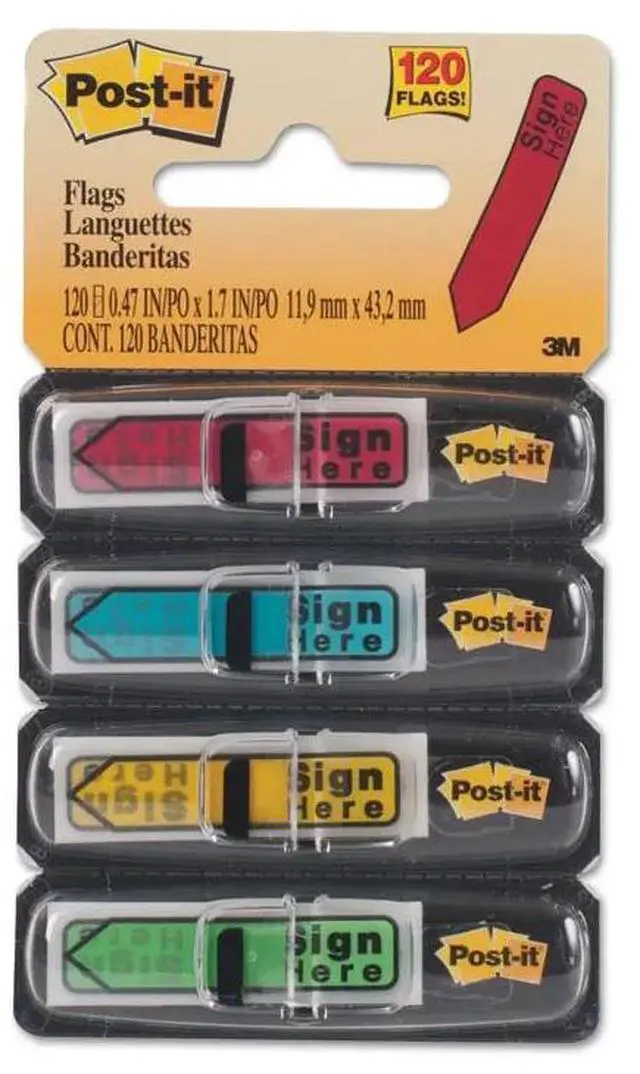 Post-it
120
FLAGS!
Sign
Here
Flags
Languettes
Banderitas
120 0.47 IN/PO x 1.7 IN/PO 11,9 mm x 43,2 mm
CONT. 120 BANDERITAS
3M
Sign
Here
Post-it
Sign
Here
Post-it
Sign
Here
Post-it
Sign
Here
Post-it